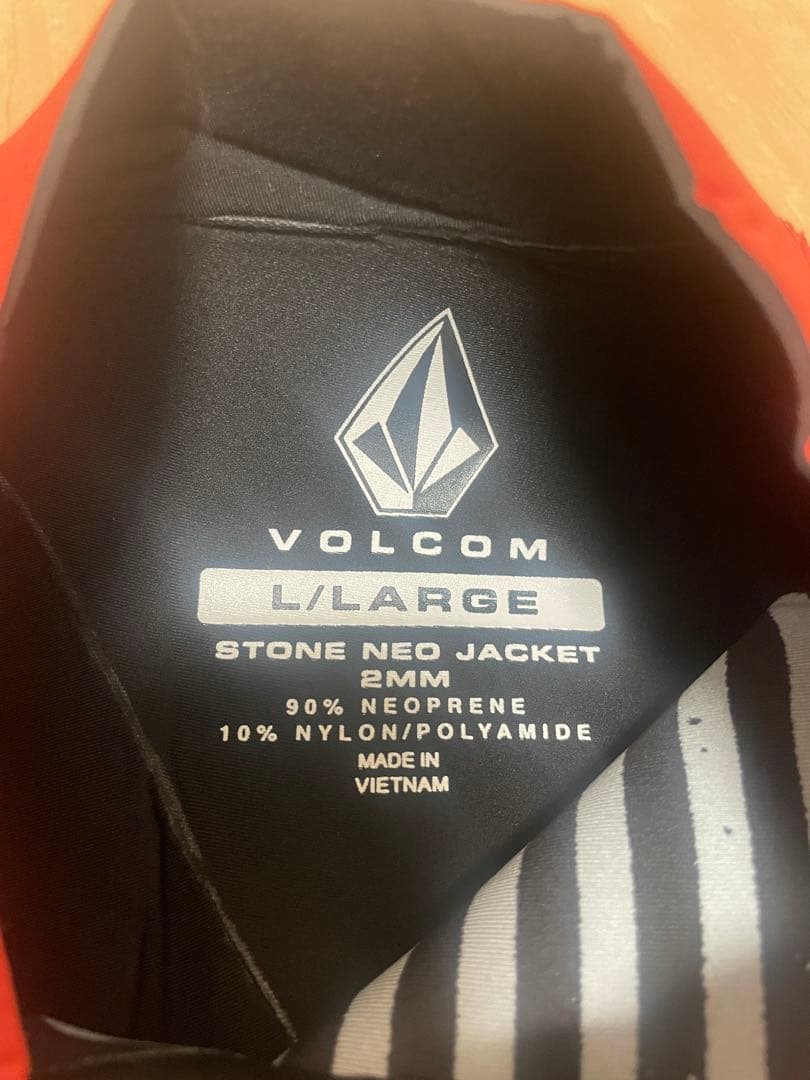 VOLCOM
L/LARGE
STONE NEO JACKET
2MM
90% NEOPRENE
10% NYLON/POLYAMIDE
MADE IN
VIETNAM